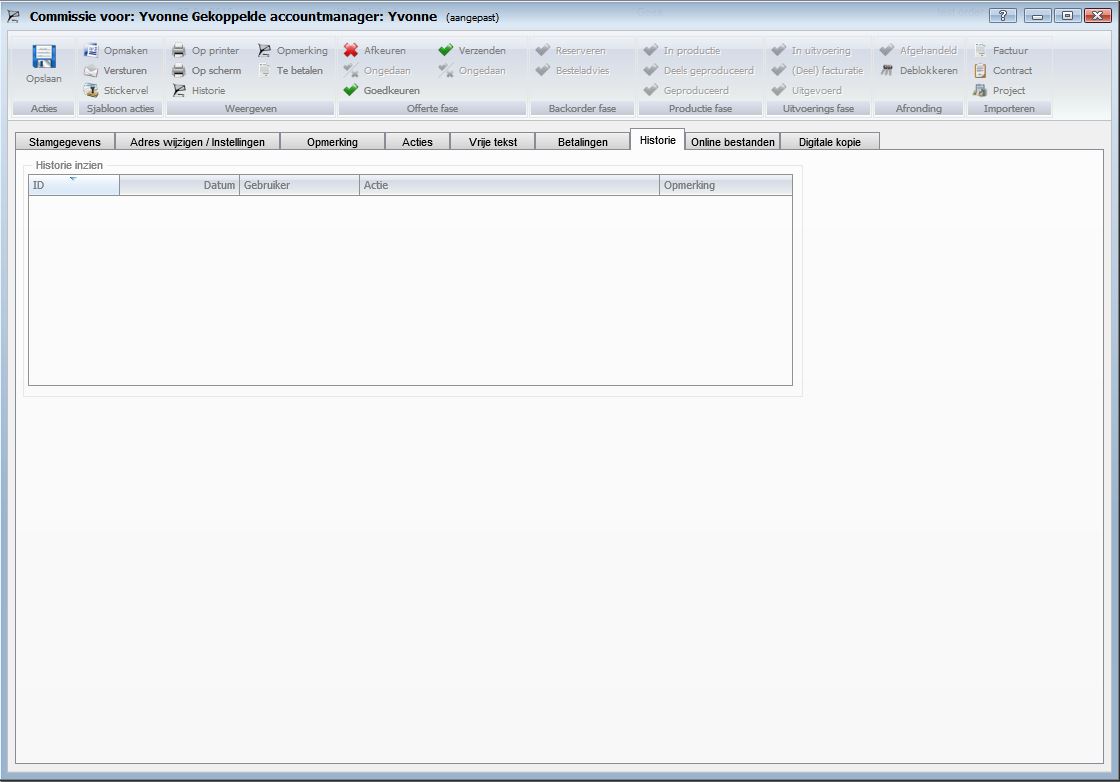 Commissie voor: Yvonne Gekoppelde accountmanager: Yvonne (aangepast)
Opslaan
Acties
Opmaken
Versturen
Stickervel
Sjabloon acties
Op printer
Op scherm
Historie
Opmerking
Te betalen
Weergeven
Afkeuren
Ongedaan
Goedkeuren
Verzenden
Ongedaan
Offerte fase
Reserveren
Besteladvies
Backorder fase
In productie
Deels geproduceerd
Geproduceerd
Productie fase
In uitvoering
(Deel) facturatie
Uitgevoerd
Uitvoerings fase
Afgehandeld
Deblokkeren
Afronding
Factuur
Contract
Project
Importeren
Stamgegevens Adres wijzigen / Instellingen Opmerking Acties Vrije tekst Betalingen Historie Online bestanden Digitale kopie
Historie inzien
ID Datum Gebruiker Actie Opmerking